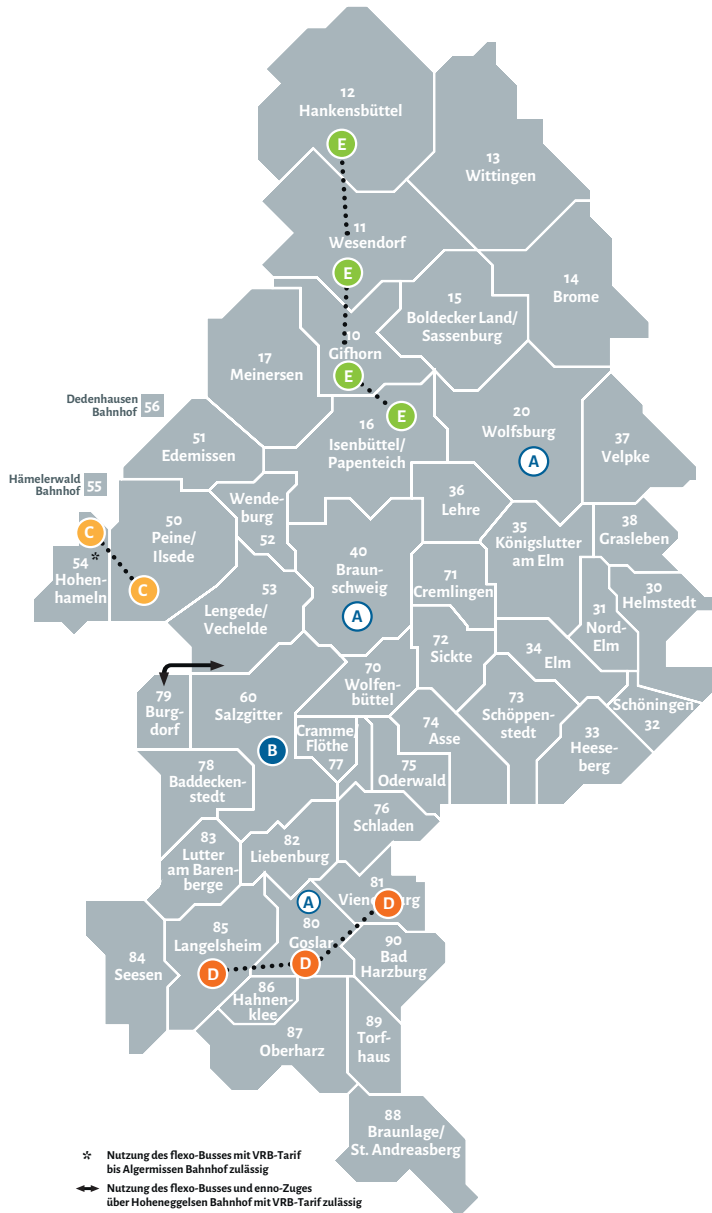 12
Hankensbüttel
E
13
Wittingen
11
Wesendorf
E
14
Brome
15
Boldecker Land/
Sassenburg
10
Gifhorn
E
17
Meinersen
Dedenhausen
Bahnhof
56
16
Isenbüttel/
Papenteich
E
20
Wolfsburg
A
37
Velpke
51
Edemissen
Hämelerwald
Bahnhof
55
Wende-
burg
52
36
Lehre
50
Peine/
Ilsede
C
C
*
54
Hohen-
hameln
35
Königslutter
am Elm
38
Grasleben
40
Braun-
schweig
A
71
Cremlingen
30
Helmstedt
53
Lengede/
Vechelde
31
Nord-
Elm
72
Sickte
34
Elm
70
Wolfen-
büttel
79
Burg-
dorf
60
Salzgitter
B
73
Schöppen-
stedt
Schöningen
32
74
Asse
Cramme/
Flöthe
77
33
Heese-
berg
75
Oderwald
78
Baddecken-
stedt
76
Schladen
83
Lutter
am Baren-
berge
82
Liebenburg
81
Vienenburg
D
A
80
Goslar
D
85
Langelsheim
D
84
Seesen
90
Bad
Harzburg
86
Hahnen-
klee
87
Oberharz
89
Torf-
haus
88
Braunlage/
St. Andreasberg
* Nutzung des flexo-Busses mit VRB-Tarif
bis Algermissen Bahnhof zulässig
Nutzung des flexo-Busses und enno-Zuges
über Hoheneggelsen Bahnhof mit VRB-Tarif zulässig